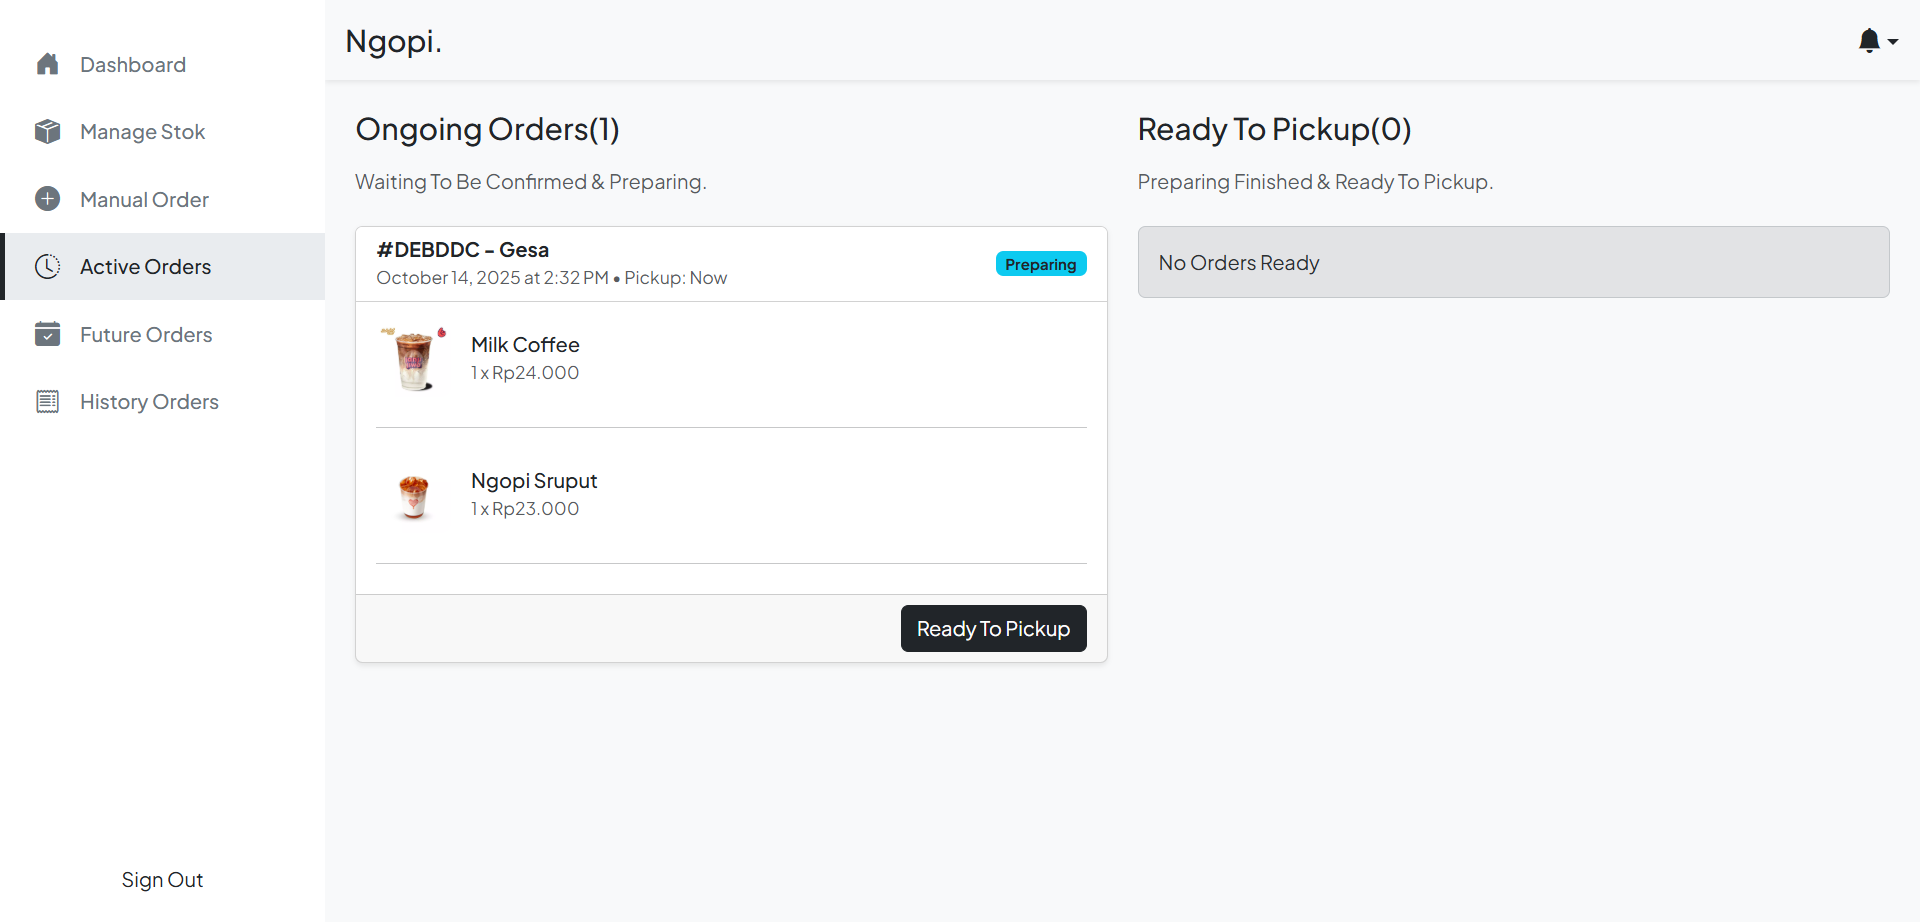 Dashboard
Manage Stok
Manual Order
Active Orders
Future Orders
History Orders
Sign Out
Ngopi.
Ongoing Orders(1)
Waiting To Be Confirmed & Preparing.
#DEBDDC - Gesa
October 14, 2025 at 2:32 PM • Pickup: Now
Preparing
Milk Coffee
1 x Rp24.000
Ngopi Sruput
1 x Rp23.000
Ready To Pickup
Ready To Pickup(0)
Preparing Finished & Ready To Pickup.
No Orders Ready